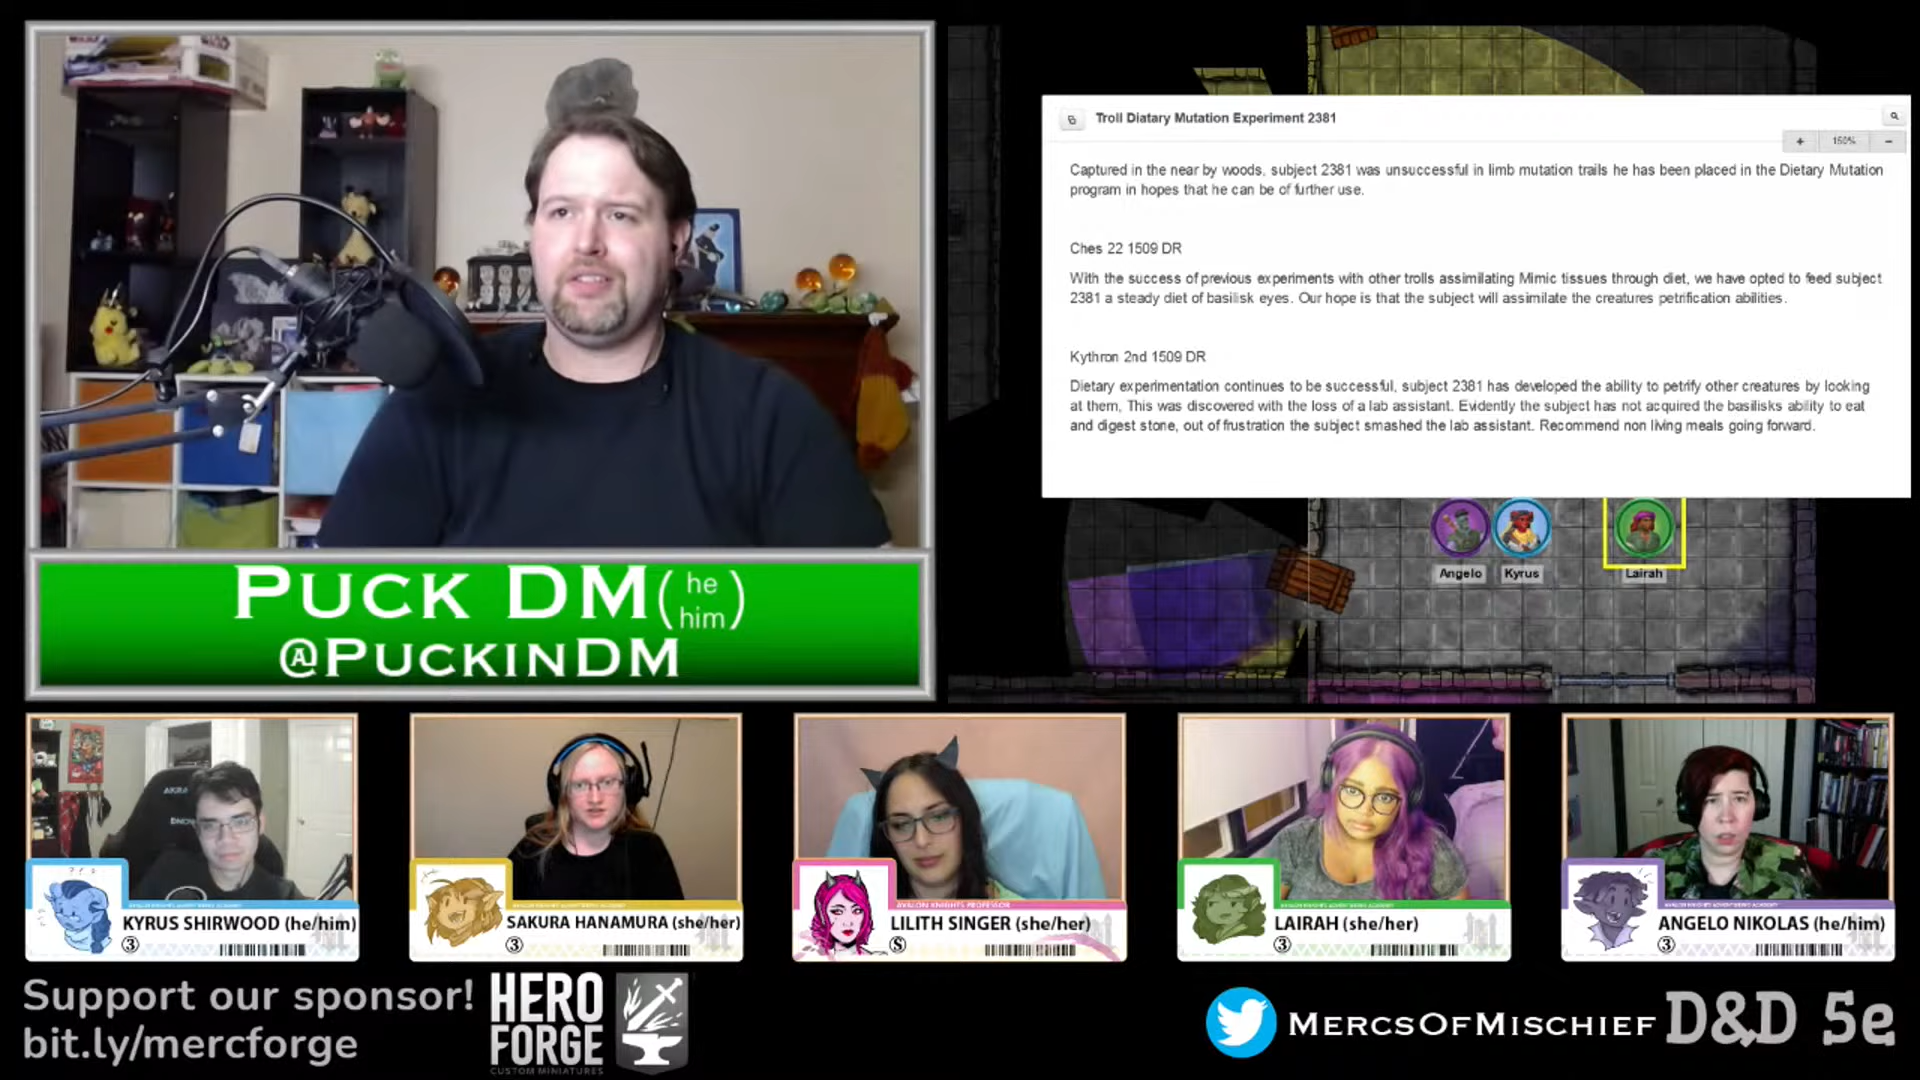 Troll Diatary Mutation Experiment 2381
+ 150% -
Captured in the near by woods, subject 2381 was unsuccessful in limb mutation trails he has been placed in the Dietary Mutation
program in hopes that he can be of further use.
Ches 22 1509 DR
With the success of previous experiments with other trolls assimilating Mimic tissues through diet, we have opted to feed subject
2381 a steady diet of basilisk eyes. Our hope is that the subject will assimilate the creatures petrification abilities.
Kythron 2nd 1509 DR
Dietary experimentation continues to be successful, subject 2381 has developed the ability to petrify other creatures by looking
at them, This was discovered with the loss of a lab assistant. Evidently the subject has not acquired the basilisks ability to eat
and digest stone, out of frustration the subject smashed the lab assistant. Recommend non living meals going forward.
Angelo Kyrus Lairah
PUCK DM (he him)
@PUCKINDM
KYRUS SHIRWOOD (he/him)
3
SAKURA HANAMURA (she/her)
3
AVALON KNIGHTS PROFESSOR
LILITH SINGER (she/her)
S
LAIRAH (she/her)
3
ANGELO NIKOLAS (he/him)
3
Support our sponsor!
bit.ly/mercforge
HERO
FORGE
CUSTOM MINIATURES
MERCSOFMISCHIEF
D&D 5e